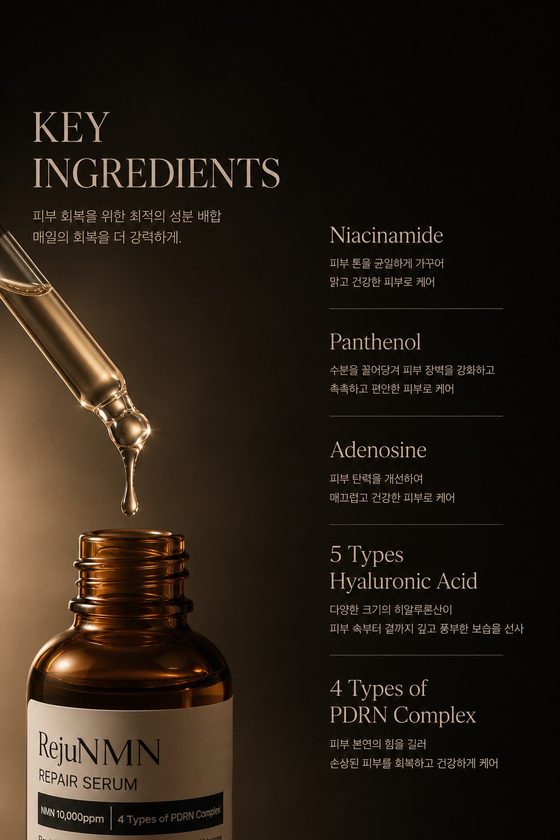 KEY
INGREDIENTS
피부 회복을 위한 최적의 성분 배합
매일의 회복을 더 강력하게.
Niacinamide
피부 톤을 균일하게 가꾸어
맑고 건강한 피부로 케어
Panthenol
수분을 끌어당겨 피부 장벽을 강화하고
촉촉하고 편안한 피부로 케어
Adenosine
피부 탄력을 개선하여
매끄럽고 건강한 피부로 케어
5 Types
Hyaluronic Acid
다양한 크기의 히알루론산이
피부 속부터 겉까지 깊고 풍부한 보습을 선사
4 Types of
PDRN Complex
피부 본연의 힘을 길러
손상된 피부를 회복하고 건강하게 케어
RejuNMN
REPAIR SERUM
NMN 10,000ppm | 4 Types of PDRN Complex